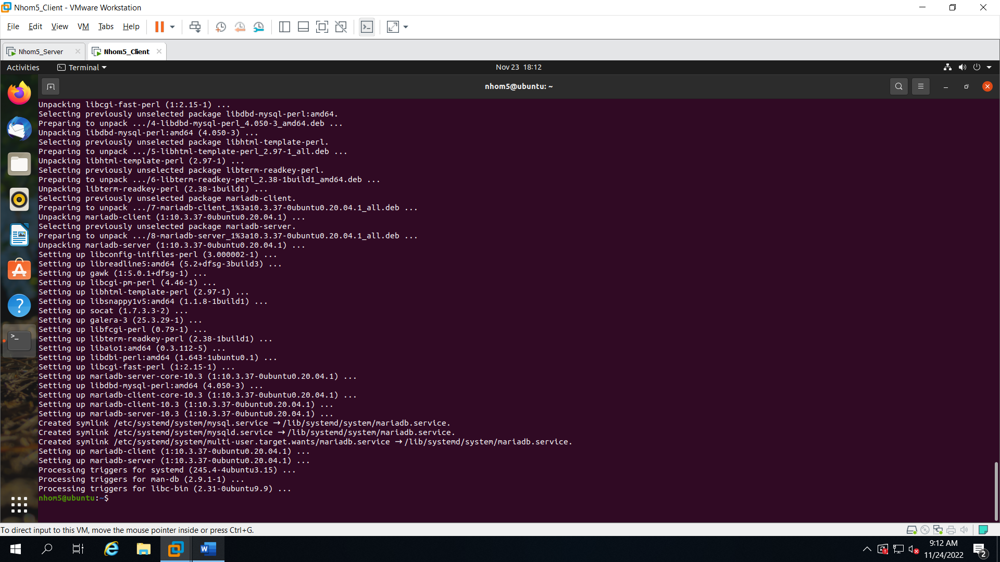 Nhom5_Client - VMware Workstation
File Edit View VM Tabs Help
Nhom5_Server
Nhom5_Client
Activities Terminal Nov 23 18:12
nhom5@ubuntu: ~
Unpacking libcgi-fast-perl (1:2.15-1) ...
Selecting previously unselected package libdbd-mysql-perl:amd64.
Preparing to unpack .../4-libdbd-mysql-perl_4.050-3_amd64.deb ...
Unpacking libdbd-mysql-perl:amd64 (4.050-3) ...
Selecting previously unselected package libhtml-template-perl.
Preparing to unpack .../5-libhtml-template-perl_2.97-1_all.deb ...
Unpacking libhtml-template-perl (2.97-1) ...
Selecting previously unselected package libterm-readkey-perl.
Preparing to unpack .../6-libterm-readkey-perl_2.38-1build1_amd64.deb ...
Unpacking libterm-readkey-perl (2.38-1build1) ...
Selecting previously unselected package mariadb-client.
Preparing to unpack .../7-mariadb-client_1%3a10.3.37-0ubuntu0.20.04.1_all.deb ...
Unpacking mariadb-client (1:10.3.37-0ubuntu0.20.04.1) ...
Selecting previously unselected package mariadb-server.
Preparing to unpack .../8-mariadb-server_1%3a10.3.37-0ubuntu0.20.04.1_all.deb ...
Unpacking mariadb-server (1:10.3.37-0ubuntu0.20.04.1) ...
Setting up libconfig-inifiles-perl (3.000002-1) ...
Setting up libreadline5:amd64 (5.2+dfsg-3build3) ...
Setting up gawk (1:5.0.1+dfsg-1) ...
Setting up libcgi-pm-perl (4.46-1) ...
Setting up libhtml-template-perl (2.97-1) ...
Setting up libsnappy1v5:amd64 (1.1.8-1build1) ...
Setting up socat (1.7.3.3-2) ...
Setting up galera-3 (25.3.29-1) ...
Setting up libfcgi-perl (0.79-1) ...
Setting up libterm-readkey-perl (2.38-1build1) ...
Setting up libaio1:amd64 (0.3.112-5) ...
Setting up libdbi-perl:amd64 (1.643-1ubuntu0.1) ...
Setting up libcgi-fast-perl (1:2.15-1) ...
Setting up mariadb-server-core-10.3 (1:10.3.37-0ubuntu0.20.04.1) ...
Setting up libdbd-mysql-perl:amd64 (4.050-3) ...
Setting up mariadb-client-core-10.3 (1:10.3.37-0ubuntu0.20.04.1) ...
Setting up mariadb-client-10.3 (1:10.3.37-0ubuntu0.20.04.1) ...
Setting up mariadb-server-10.3 (1:10.3.37-0ubuntu0.20.04.1) ...
Created symlink /etc/systemd/system/mysql.service → /lib/systemd/system/mariadb.service.
Created symlink /etc/systemd/system/mysqld.service → /lib/systemd/system/mariadb.service.
Created symlink /etc/systemd/system/multi-user.target.wants/mariadb.service → /lib/systemd/system/mariadb.service.
Setting up mariadb-client (1:10.3.37-0ubuntu0.20.04.1) ...
Setting up mariadb-server (1:10.3.37-0ubuntu0.20.04.1) ...
Processing triggers for systemd (245.4-4ubuntu3.15) ...
Processing triggers for man-db (2.9.1-1) ...
Processing triggers for libc-bin (2.31-0ubuntu9.9) ...
nhom5@ubuntu:~$
To direct input to this VM, move the mouse pointer inside or press Ctrl+G.
9:12 AM
11/24/2022
2